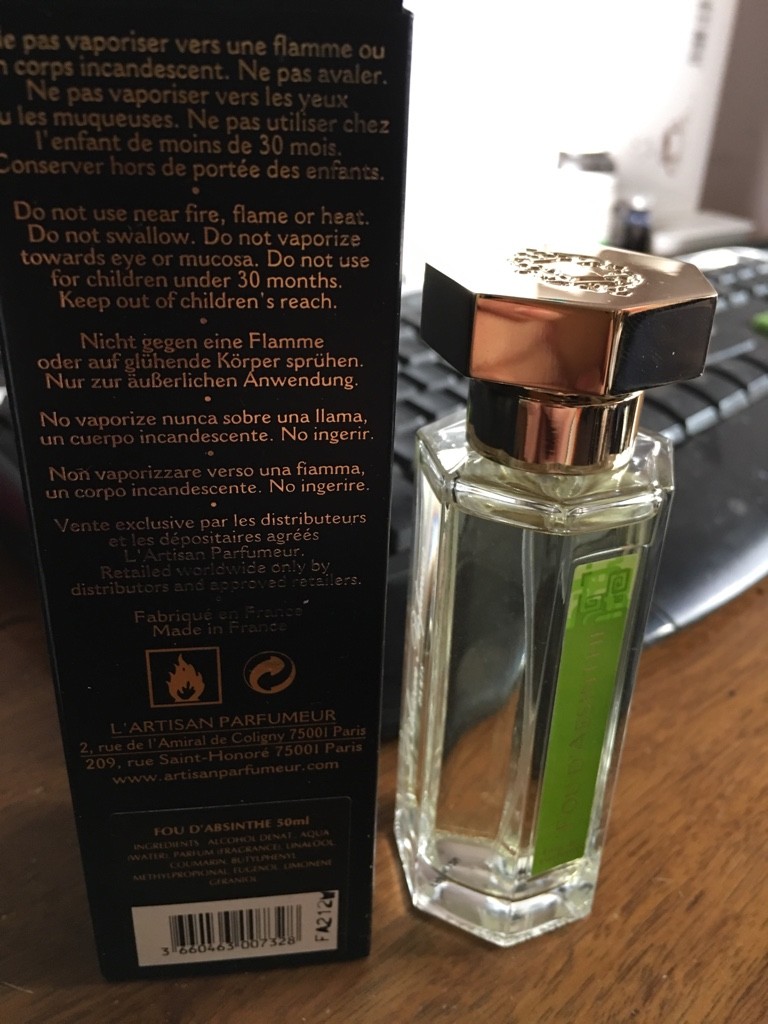 pas vaporiser vers une flamme ou
corps incandescent. Ne pas avaler.
Ne pas vaporiser vers les yeux
les muqueuses. Ne pas utiliser chez
l'enfant de moins de 30 mois.
Conserver hors de portée des enfants.
Do not use near fire, flame or heat.
Do not swallow. Do not vaporize
towards eye or mucosa. Do not use
for children under 30 months.
Keep out of children's reach.
Nicht gegen eine Flamme
oder auf glühende Körper sprühen.
Nur zur äußerlichen Anwendung.
No vaporize nunca sobre una llama,
un cuerpo incandescente. No ingerir.
Non vaporizzare verso una fiamma,
un corpo incandescente. No ingerire.
Vente exclusive par les distributeurs
et les dépositaires agréés
L'Artisan Parfumeur.
Retailed worldwide only by
distributors and approved retailers.
Fabriqué en France
Made in France
L'ARTISAN PARFUMEUR
2, rue de l'Amiral de Coligny 75001 Paris
209, rue Saint-Honoré 75001 Paris
www.artisanparfumeur.com
FOU D'ABSINTHE 50ml
INGREDIENTS ALCOHOL DENAT., AQUA
(WATER), PARFUM (FRAGRANCE), LINALOOL
COUMARIN, BUTYLPHENYL
METHYLPROPIONAL, EUGENOL, LIMONENE
GERANIOL
3 660463 007328
FA212
FOU D'ABSINTHE